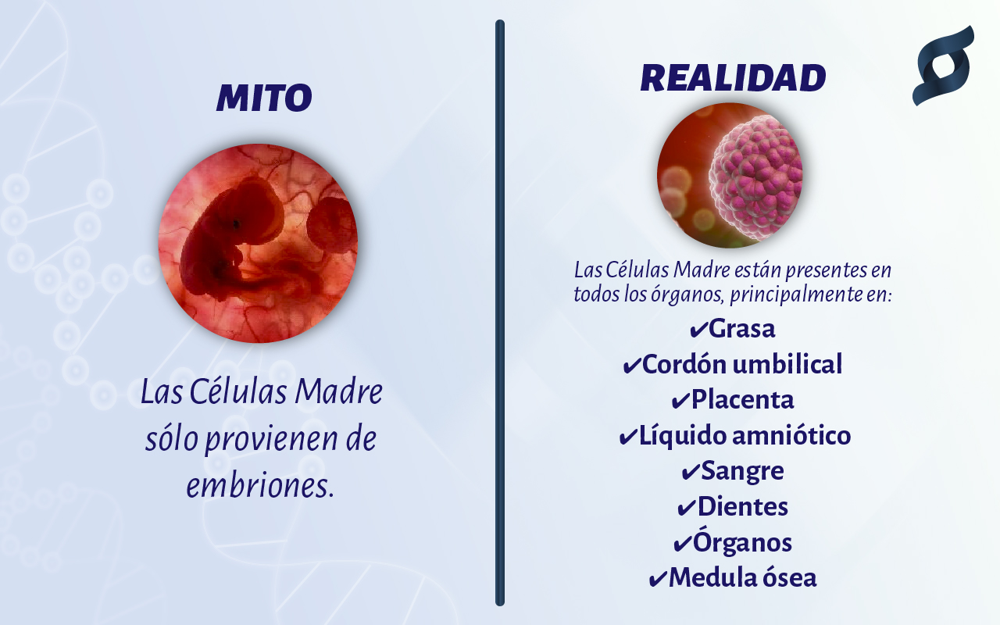 MITO
Las Células Madre
sólo provienen de
embriones.
REALIDAD
Las Células Madre están presentes en
todos los órganos, principalmente en:
✔Grasa
✔Cordón umbilical
✔Placenta
✔Líquido amniótico
✔Sangre
✔Dientes
✔Órganos
✔Medula ósea